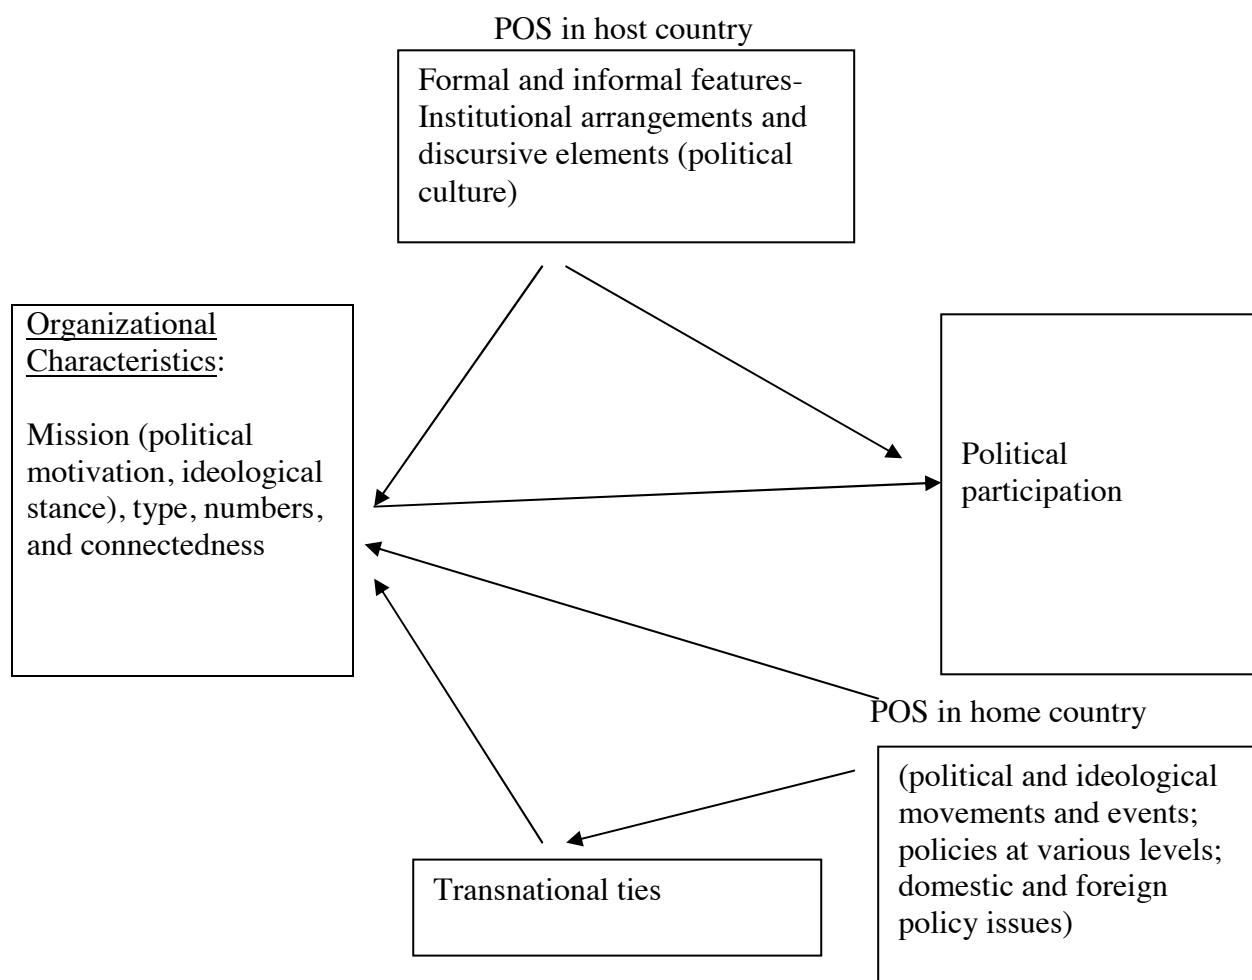 POS in host country
Formal and informal features-
Institutional arrangements and
discursive elements (political
culture)
Organizational
Characteristics:
Mission (political
motivation, ideological
stance), type, numbers,
and connectedness
Political
participation
POS in home country
(political and ideological
movements and events;
policies at various levels;
domestic and foreign
policy issues)
Transnational ties